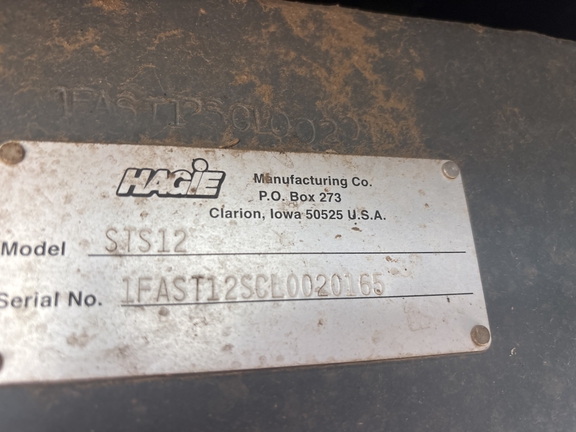 HAGIE Manufacturing Co.
P.O. Box 273
Clarion, Iowa 50525 U.S.A.
Model STS12
Serial No. 1FAST12SCL0020165